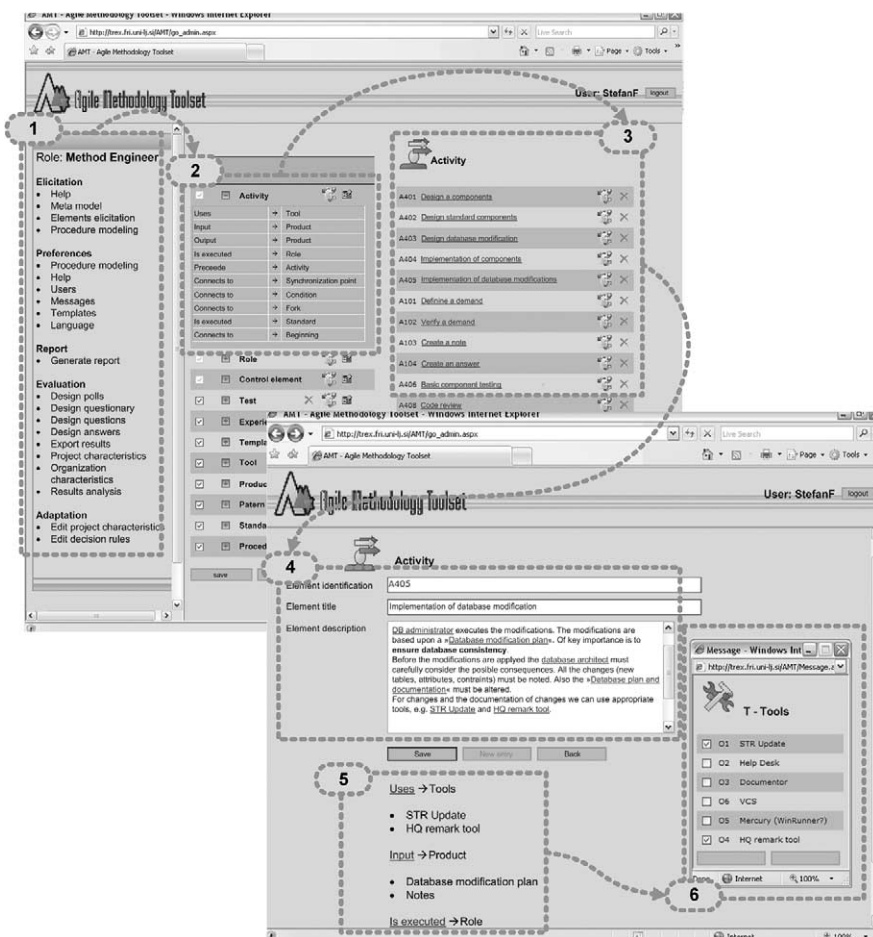 AMT - Agile Methodology Toolset - Windows Internet Explorer
http://trex.fri.uni-lj.si/AMT/go_admin.aspx
Live Search
AMT - Agile Methodology Toolset
Page
Tools
Agile Methodology Toolset
User: StefanF
logout
1
Role: Method Engineer
Elicitation
• Help
• Meta model
• Elements elicitation
• Procedure modeling
Preferences
• Procedure modeling
• Help
• Users
• Messages
• Templates
• Language
Report
• Generate report
Evaluation
• Design polls
• Design questionary
• Design questions
• Design answers
• Export results
• Project characteristics
• Organization
characteristics
• Results analysis
Adaptation
• Edit project characteristics
• Edit decision rules
2
Activity
Uses → Tool
Input → Product
Output → Product
Is executed → Role
Preceede → Activity
Connects to → Synchronization point
Connects to → Condition
Connects to → Fork
Is executed → Standard
Connects to → Beginning
Role
Control element
Test
Experie
Templa
Tool
Produc
Patern
Standa
Proced
save
3
Activity
A401 Design a components
A402 Design standard components
A403 Design database modification
A404 Implementation of components
A405 Implementation of database modifications
A101 Definine a demand
A102 Verify a demand
A103 Create a note
A104 Create an answer
A406 Basic component testing
A408 Code review
AMT - Agile Methodology Toolset - Windows Internet Explorer
http://trex.fri.uni-lj.si/AMT/go_admin.aspx
Live Search
AMT - Agile Methodology Toolset
Page
Tools
Agile Methodology Toolset
User: StefanF
logout
4
Activity
Element identification A405
Element title Implementation of database modification
Element description
DB administrator executes the modifications. The modifications are
based upon a »Database modification plan«. Of key importance is to
ensure database consistency.
Before the modifications are applyed the database architect must
carefully consider the posible consequences. All the changes (new
tables, attributes, contraints) must be noted. Also the »Database plan and
documentation« must be altered.
For changes and the documentation of changes we can use appropriate
tools, e.g. STR Update and HQ remark tool.
Save New entry Back
5
Uses → Tools
• STR Update
• HQ remark tool
Input → Product
• Database modification plan
• Notes
Is executed → Role
Message - Windows Int
http://trex.fri.uni-lj.si/AMT/Message.a
T - Tools
O1 STR Update
O2 Help Desk
O3 Documentor
O6 VCS
O5 Mercury (WinRunner?)
O4 HQ remark tool
Done Internet 100%
6
Internet 100%